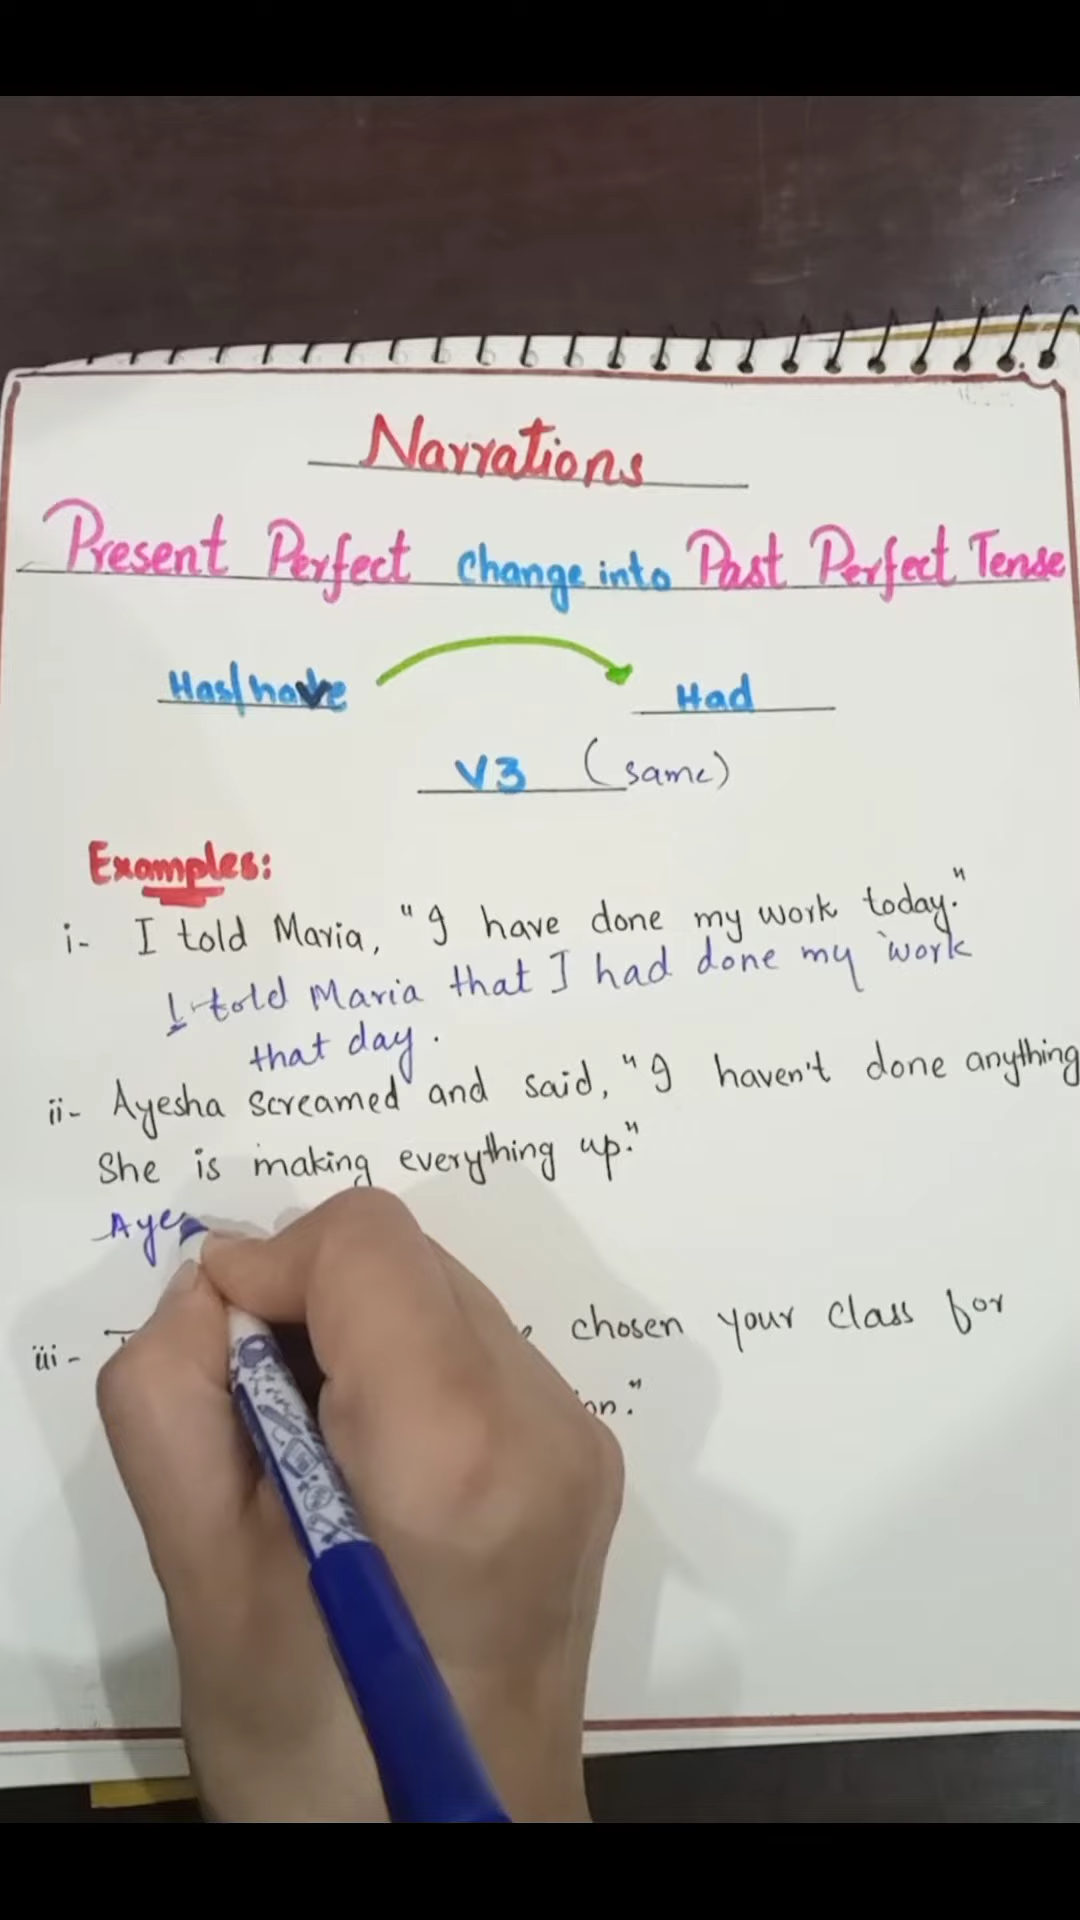 Narrations
Present Perfect change into Past Perfect Tense
Has/have Had
V3 (same)
Examples:
i- I told Maria, "I have done my work today."
I told Maria that I had done my work
that day.
ii- Ayesha screamed and said, "I haven't done anything
She is making everything up."
Aye
iii- chosen your class for